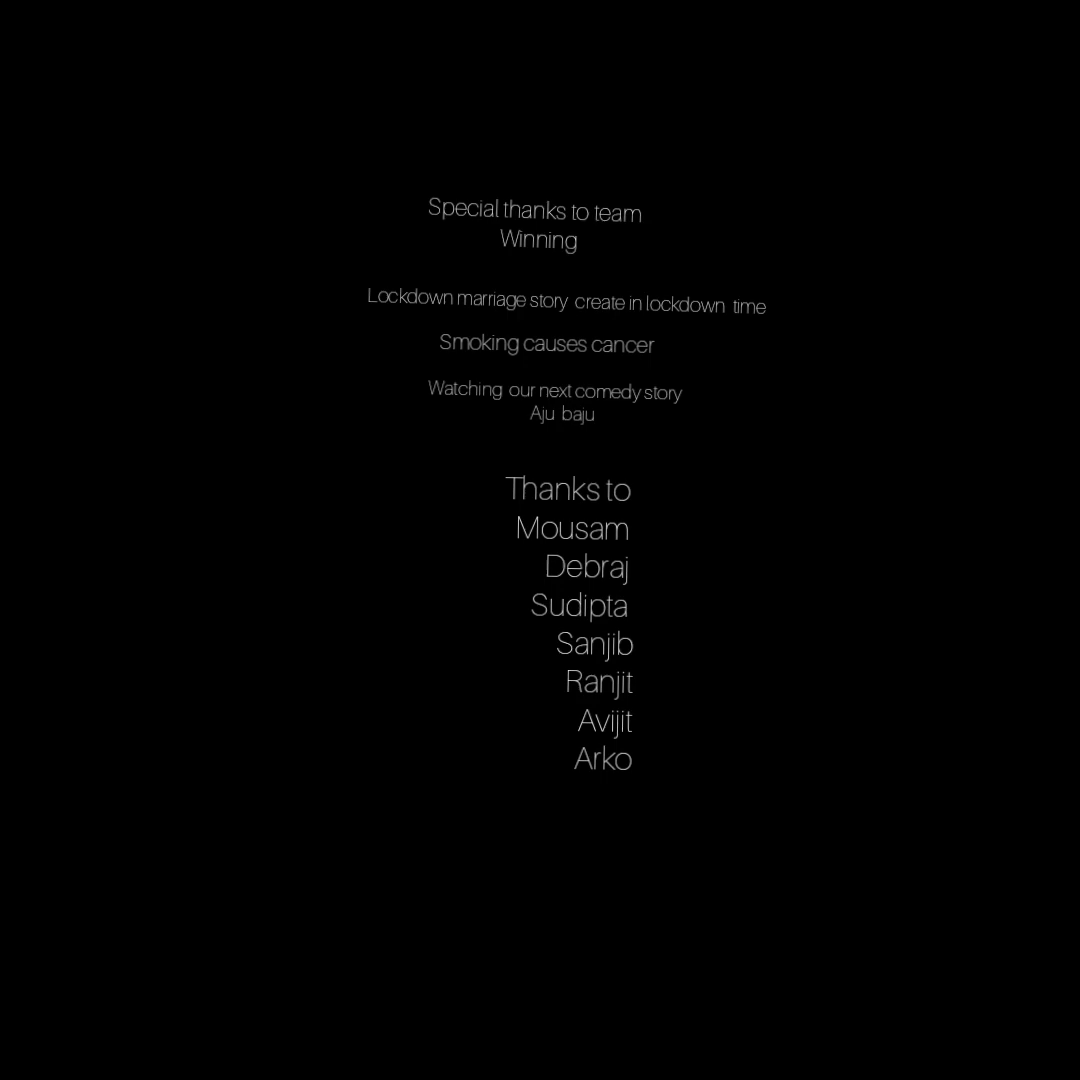 Special thanks to team
Winning
Lockdown marriage story create in lockdown time
Smoking causes cancer
Watching our next comedy story
Aju baju
Thanks to
Mousam
Debraj
Sudipta
Sanjib
Ranjit
Avijit
Arko